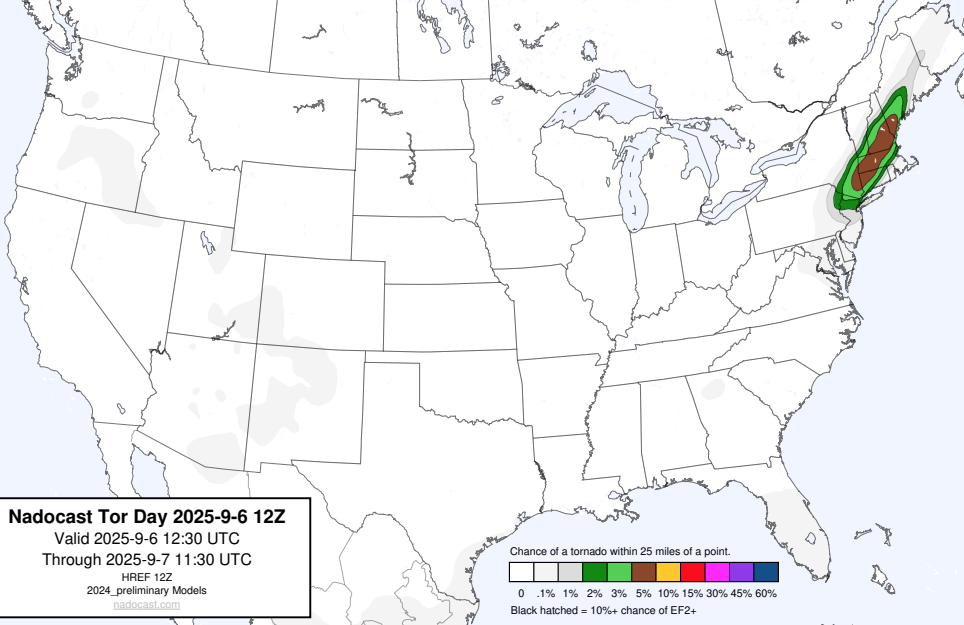 Nadocast Tor Day 2025-9-6 12Z
Valid 2025-9-6 12:30 UTC
Through 2025-9-7 11:30 UTC
HREF 12Z
2024_preliminary Models
nadocast.com
Chance of a tornado within 25 miles of a point.
0 .1% 1% 2% 3% 5% 10% 15% 30% 45% 60%
Black hatched = 10%+ chance of EF2+